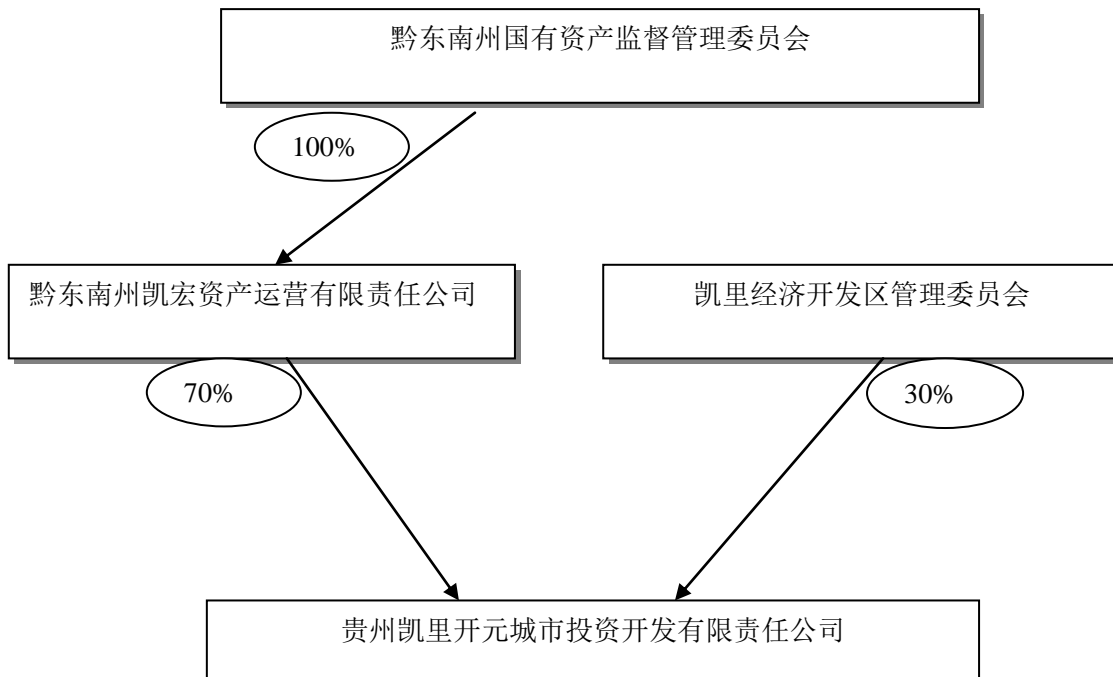 黔东南州国有资产监督管理委员会
100%
黔东南州凯宏资产运营有限责任公司
凯里经济开发区管理委员会
70%
30%
贵州凯里开元城市投资开发有限责任公司